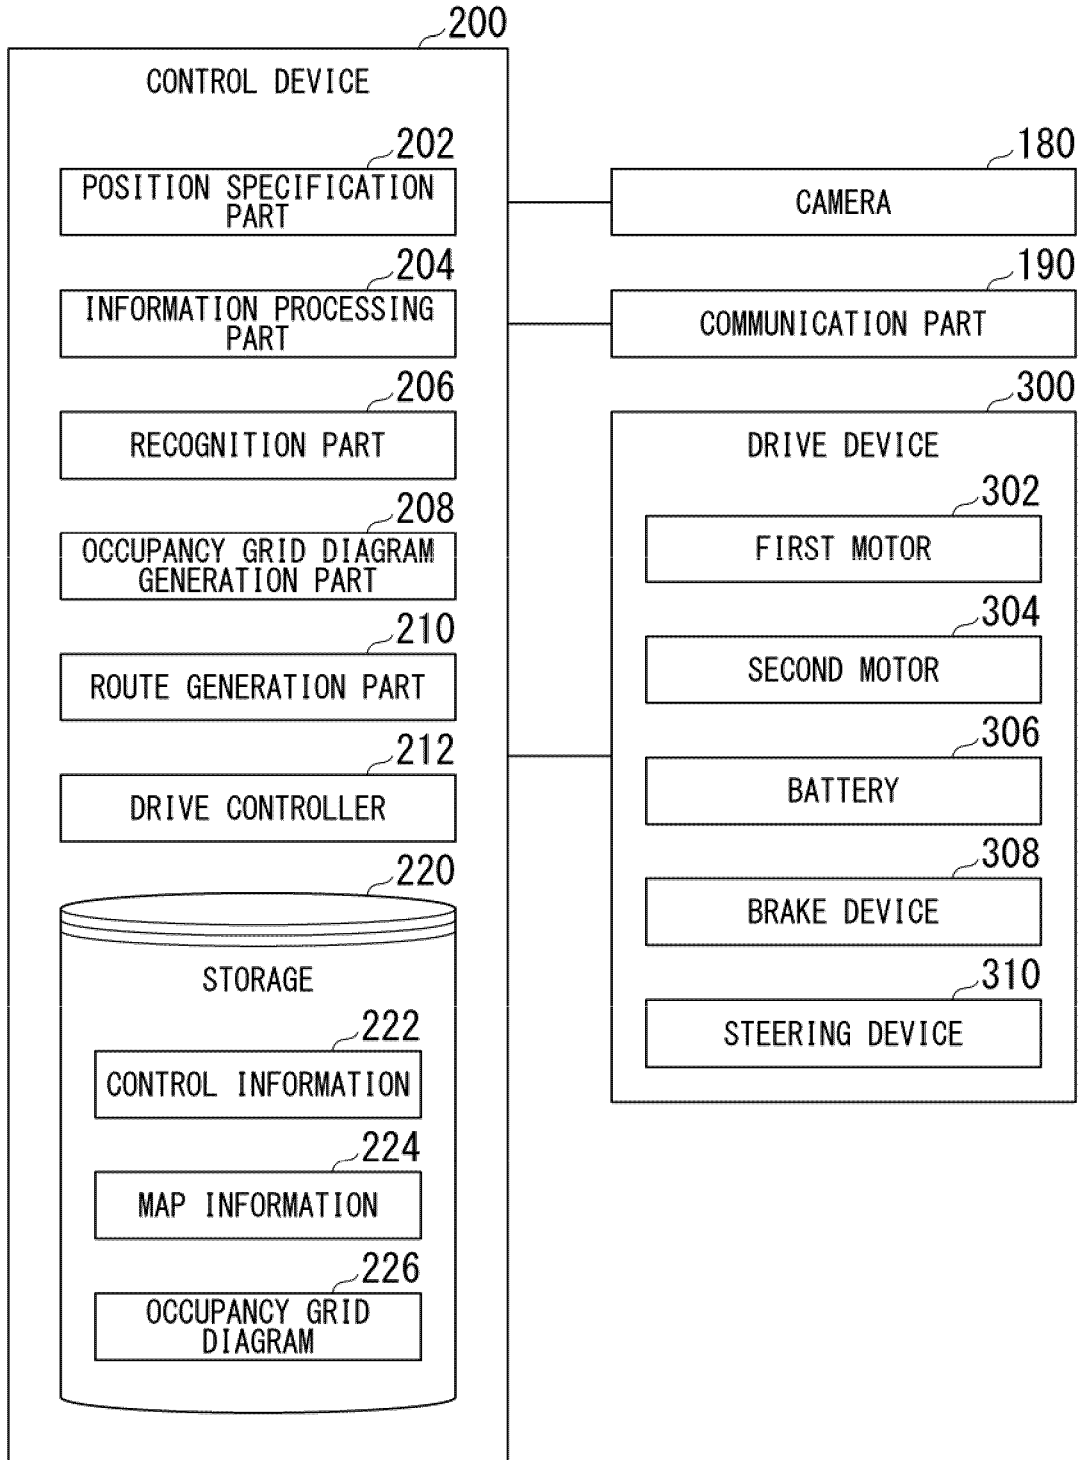 200
CONTROL DEVICE
202
POSITION SPECIFICATION
PART
204
INFORMATION PROCESSING
PART
206
RECOGNITION PART
208
OCCUPANCY GRID DIAGRAM
GENERATION PART
210
ROUTE GENERATION PART
212
DRIVE CONTROLLER
220
STORAGE
222
CONTROL INFORMATION
224
MAP INFORMATION
226
OCCUPANCY GRID
DIAGRAM
180
CAMERA
190
COMMUNICATION PART
300
DRIVE DEVICE
302
FIRST MOTOR
304
SECOND MOTOR
306
BATTERY
308
BRAKE DEVICE
310
STEERING DEVICE